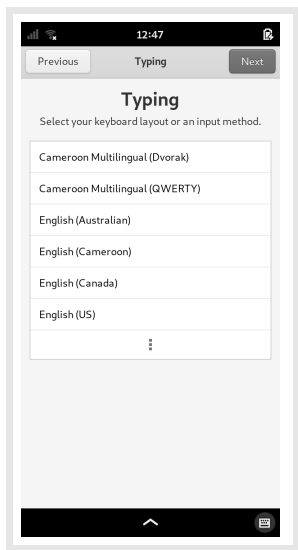 12:47
Previous
Typing
Next
Typing
Select your keyboard layout or an input method.
Cameroon Multilingual (Dvorak)
Cameroon Multilingual (QWERTY)
English (Australian)
English (Cameroon)
English (Canada)
English (US)